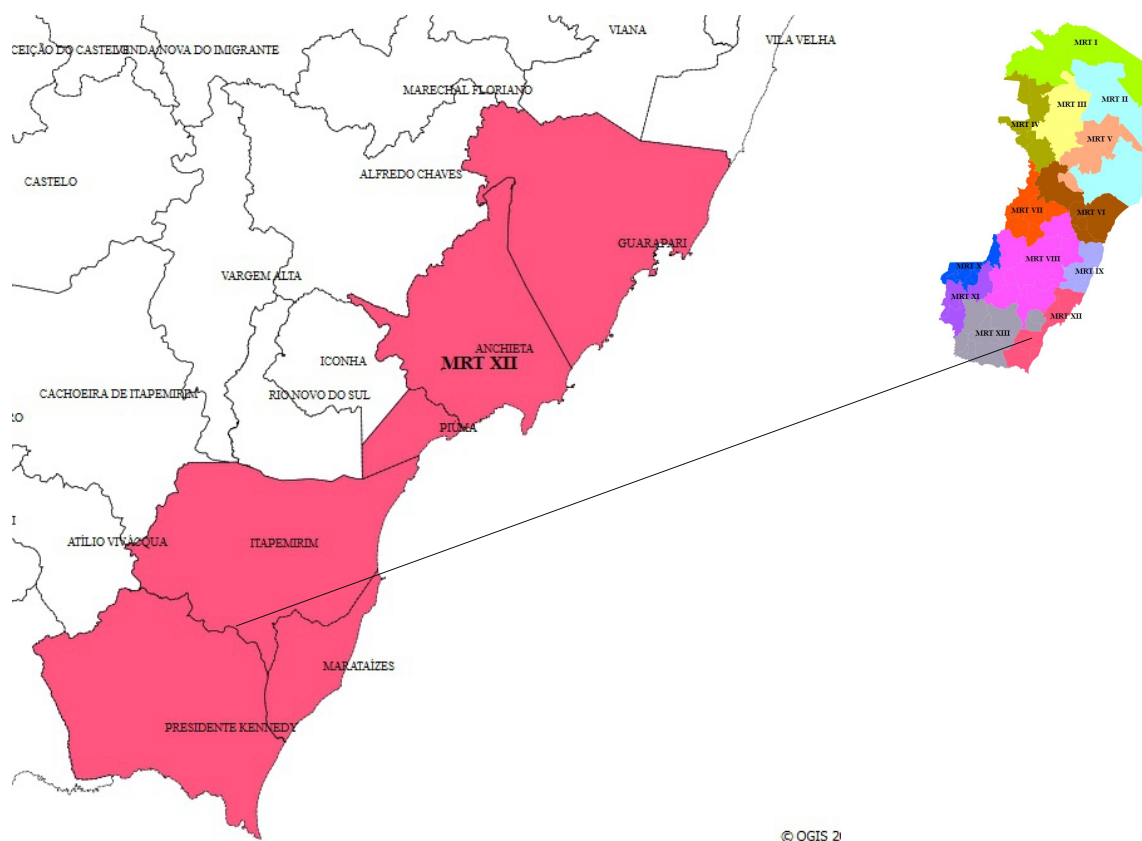 VIANA
VILA VELHA
CEIÇÃO DO CASTELO
VENDA NOVA DO IMIGRANTE
MARECHAL FLORIANO
CASTELO
ALFREDO CHAVES
GUARAPARI
VARGEM ALTA
ANCHIETA
MRT XII
ICONHA
CACHOEIRA DE ITAPEMIRIM
RIO NOVO DO SUL
RO
PIÚMA
I
ATÍLIO VIVÁCQUA
ITAPEMIRIM
MARATAÍZES
PRESIDENTE KENNEDY
© OGIS 2
MRT I
MRT III
MRT II
MRT IV
MRT V
MRT VII
MRT VI
MRT VIII
MRT X
MRT IX
MRT XI
MRT XII
MRT XIII